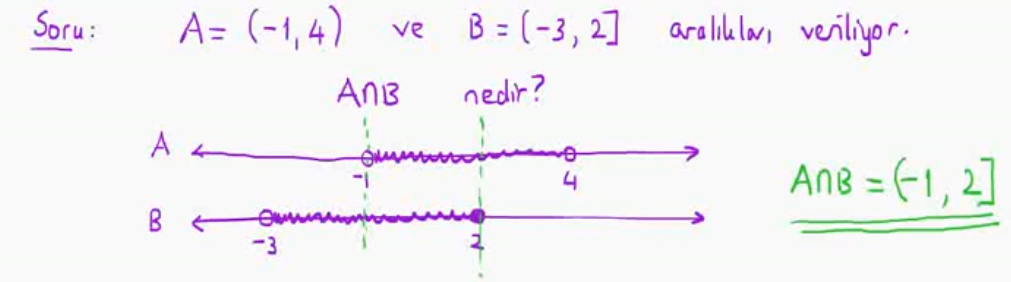 Soru: A = (-1, 4) ve B = (-3, 2] aralıkları veriliyor.
A∩B nedir?
A
-1
4
A∩B = (-1, 2]
B
-3
2